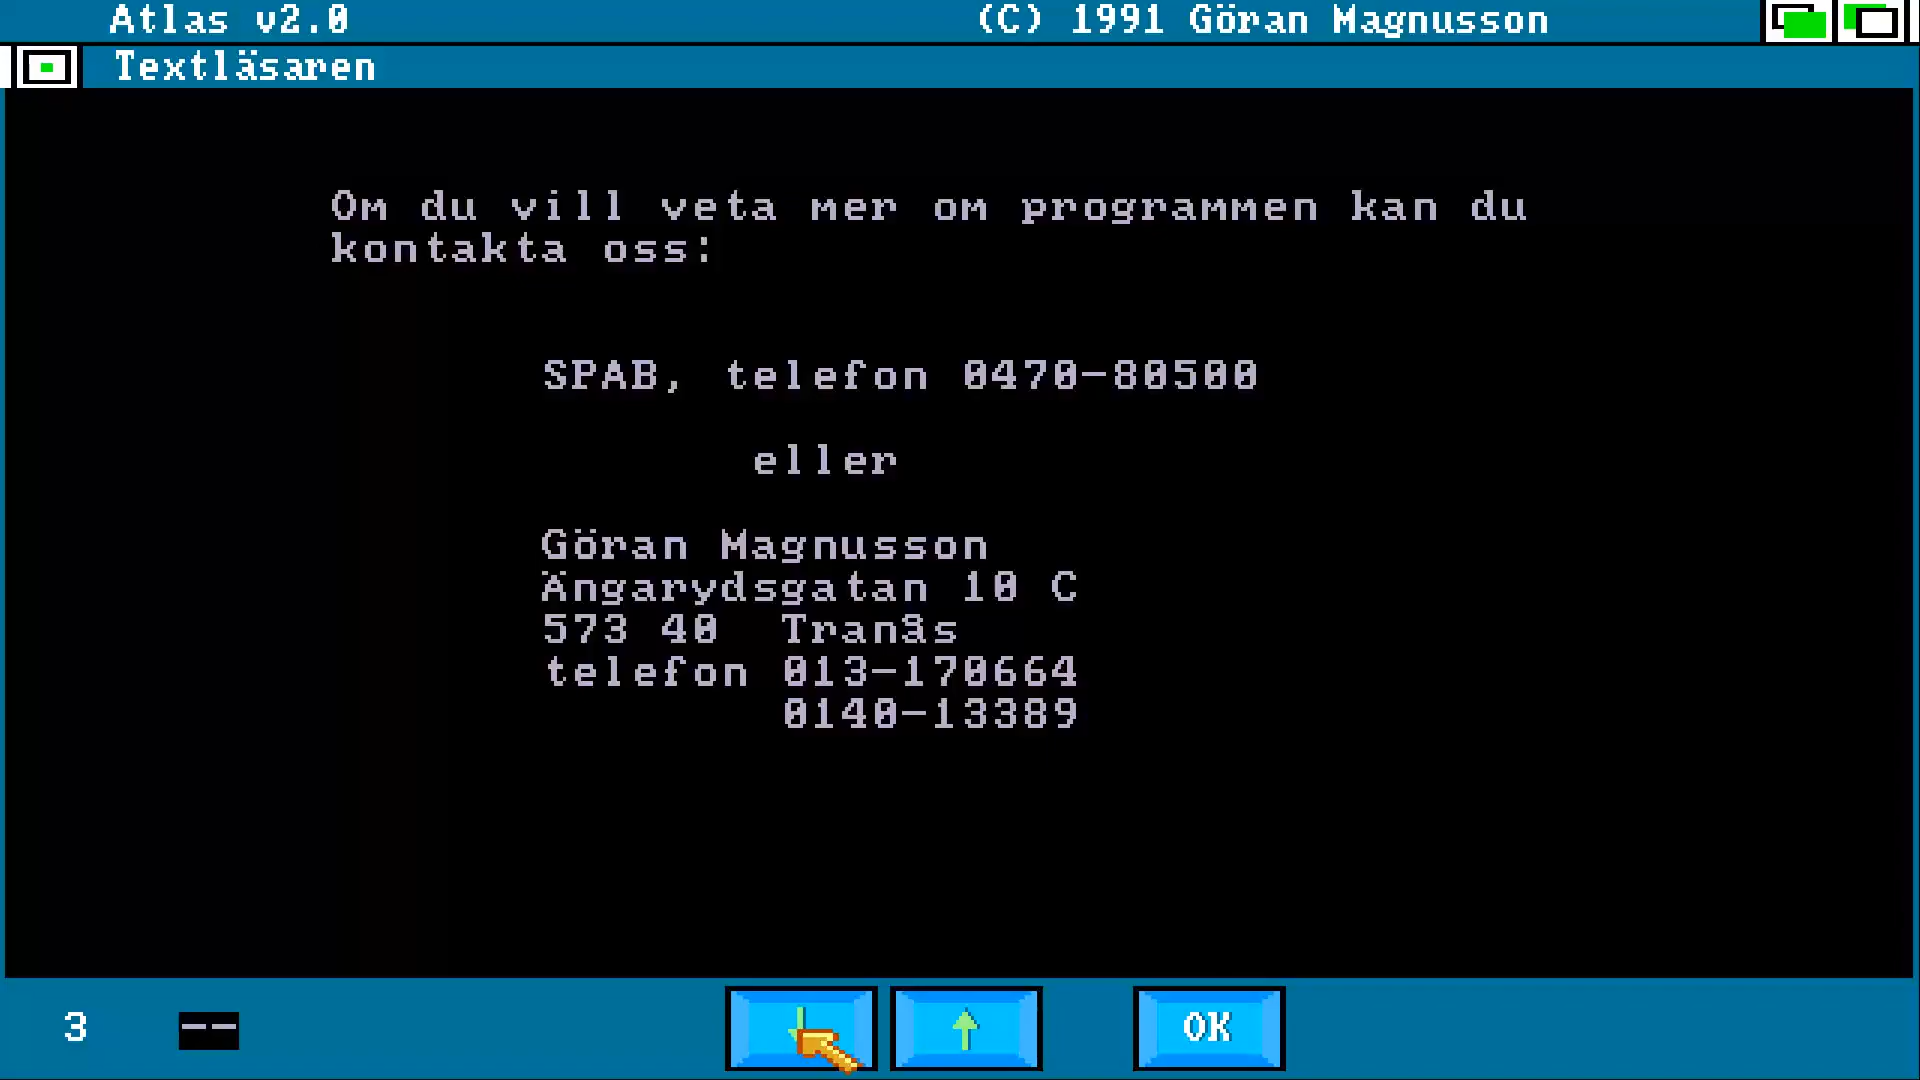 Atlas v2.0 (C) 1991 Göran Magnusson
Textläsaren
Om du vill veta mer om programmen kan du
kontakta oss:
SPAB, telefon 0470-80500
eller
Göran Magnusson
Ängarydsgatan 10 C
573 40 Tranås
telefon 013-170664
0140-13389
3 --
OK